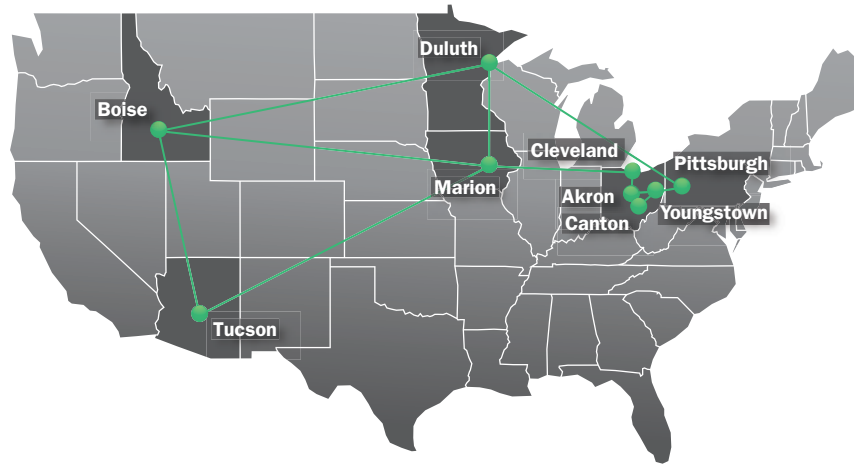 Duluth
Boise
Cleveland
Pittsburgh
Marion
Akron
Youngstown
Canton
Tucson